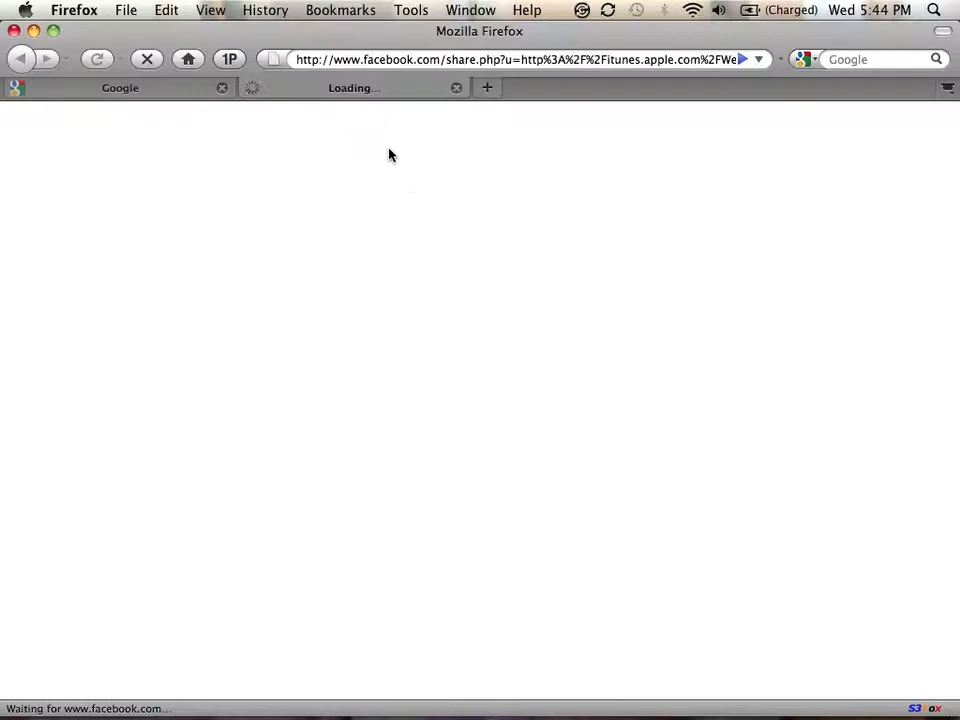 Firefox File Edit View History Bookmarks Tools Window Help (Charged) Wed 5:44 PM
Mozilla Firefox
1P http://www.facebook.com/share.php?u=http%3A%2F%2Fitunes.apple.com%2FWe Google
Google Loading...
Waiting for www.facebook.com... S3Fox